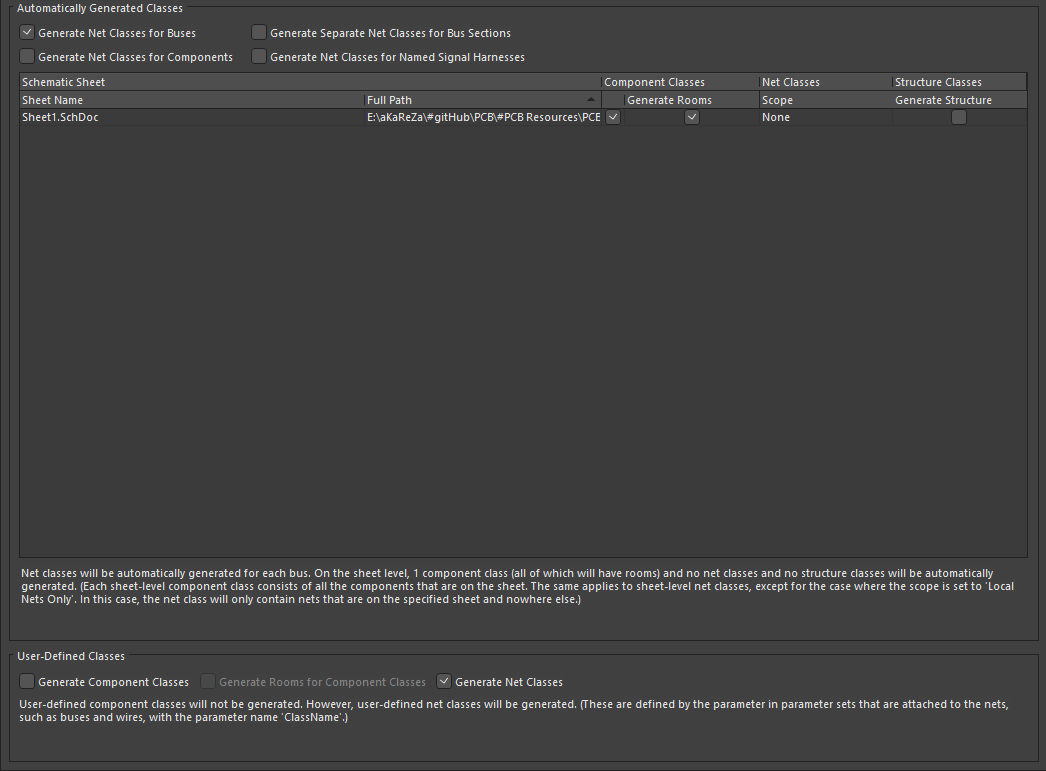 Automatically Generated Classes
Generate Net Classes for Buses Generate Separate Net Classes for Bus Sections
Generate Net Classes for Components Generate Net Classes for Named Signal Harnesses
Schematic Sheet Component Classes Net Classes Structure Classes
Sheet Name Full Path Generate Rooms Scope Generate Structure
Sheet1.SchDoc E:\aKaReZa\#gitHub\PCB\#PCB Resources\PCB None
Net classes will be automatically generated for each bus. On the sheet level, 1 component class (all of which will have rooms) and no net classes and no structure classes will be automatically
generated. (Each sheet-level component class consists of all the components that are on the sheet. The same applies to sheet-level net classes, except for the case where the scope is set to `Local
Nets Only`. In this case, the net class will only contain nets that are on the specified sheet and nowhere else.)
User-Defined Classes
Generate Component Classes Generate Rooms for Component Classes Generate Net Classes
User-defined component classes will not be generated. However, user-defined net classes will be generated. (These are defined by the parameter in parameter sets that are attached to the nets,
such as buses and wires, with the parameter name `ClassName`.)